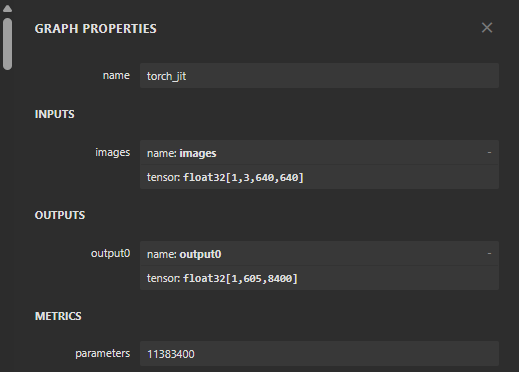 GRAPH PROPERTIES
name torch_jit
INPUTS
images name: images -
tensor: float32[1,3,640,640]
OUTPUTS
output0 name: output0 -
tensor: float32[1,605,8400]
METRICS
parameters 11383400